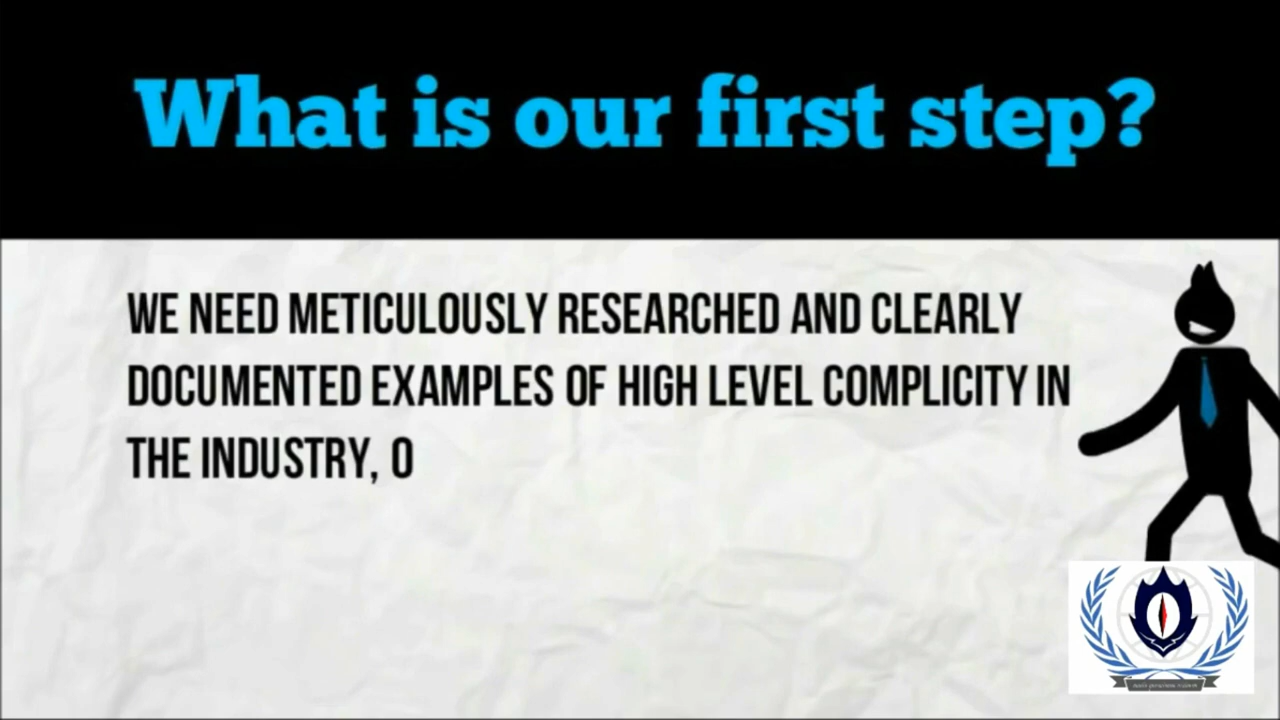 What is our first step?
WE NEED METICULOUSLY RESEARCHED AND CLEARLY
DOCUMENTED EXAMPLES OF HIGH LEVEL COMPLICITY IN
THE INDUSTRY, O